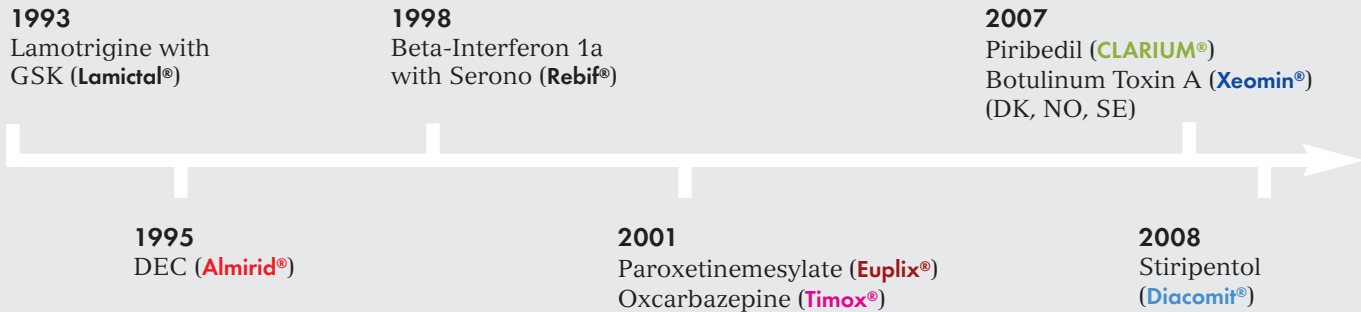 1993
Lamotrigine with
GSK (Lamictal®)
1998
Beta-Interferon 1a
with Serono (Rebif®)
2007
Piribedil (CLARIUM®)
Botulinum Toxin A (Xeomin®)
(DK, NO, SE)
1995
DEC (Almirid®)
2001
Paroxetinemesylate (Euplix®)
Oxcarbazepine (Timox®)
2008
Stiripentol
(Diacomit®)